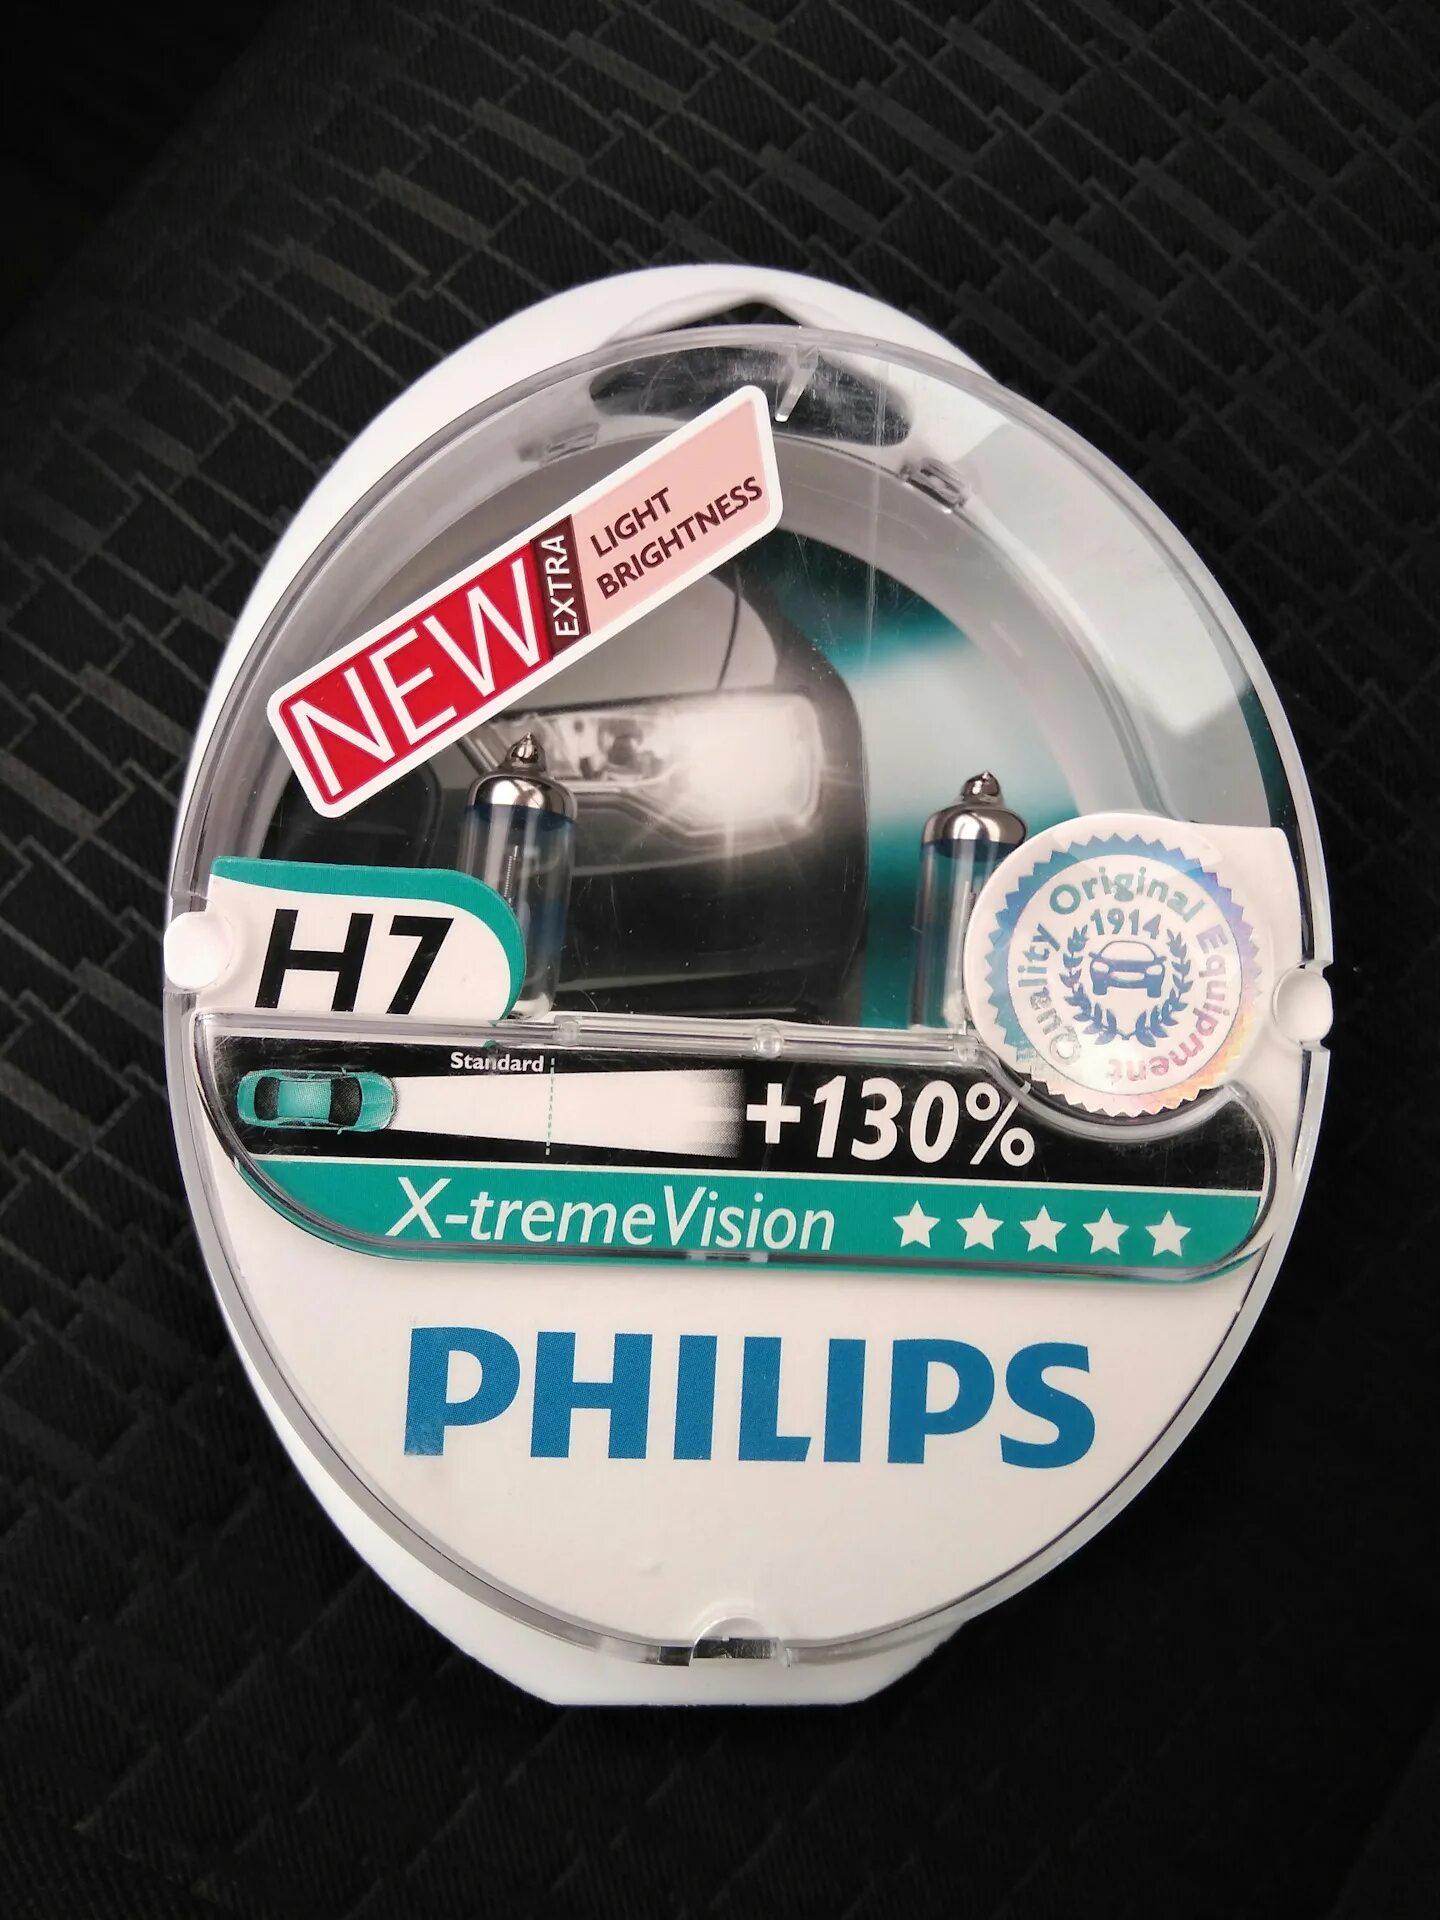 NEW EXTRA LIGHT
BRIGHTNESS
H7
Original Equipment Quality
1914
Standard
+130%
X-tremeVision
PHILIPS